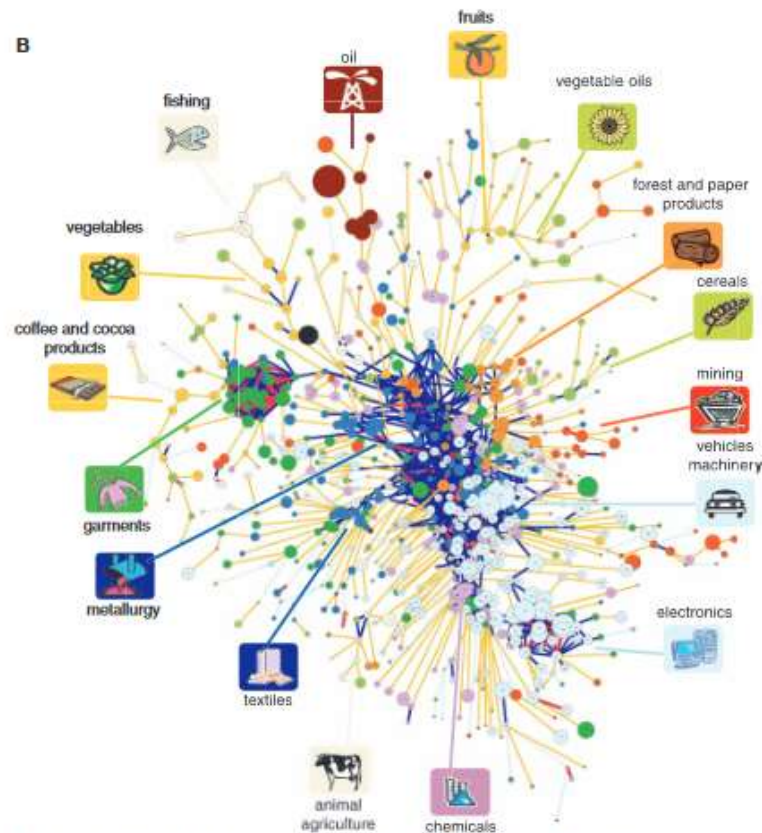 B
fruits
oil
vegetable oils
fishing
forest and paper
products
vegetables
cereals
coffee and cocoa
products
mining
vehicles
machinery
garments
metallurgy
electronics
textiles
animal
agriculture
chemicals